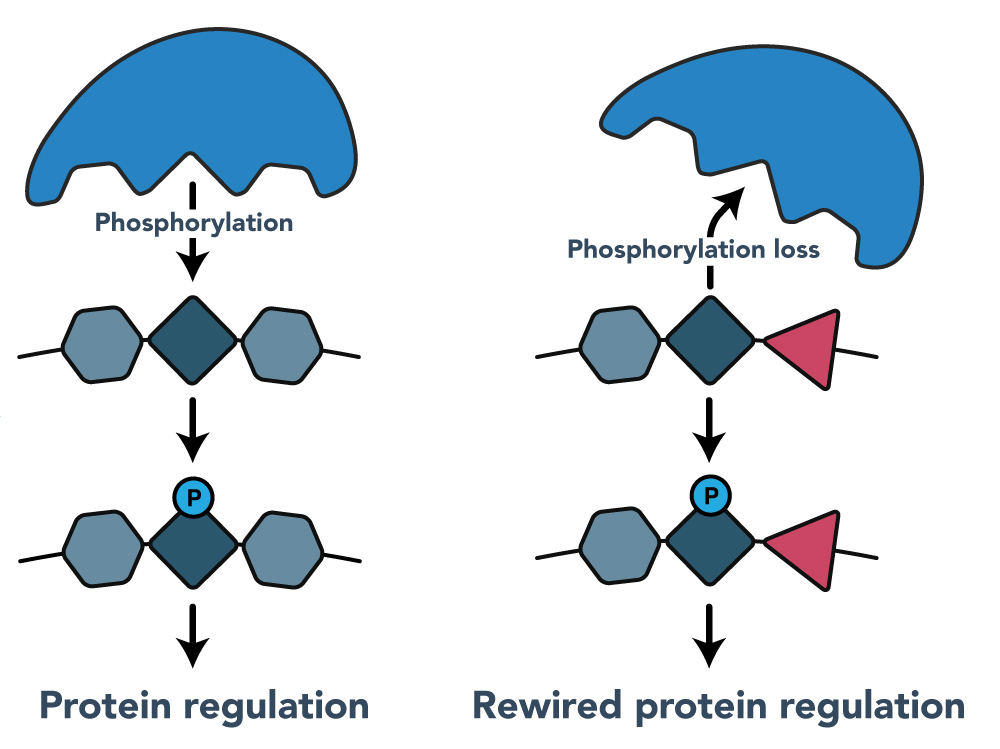 Phosphorylation
P
Protein regulation
Phosphorylation loss
P
Rewired protein regulation